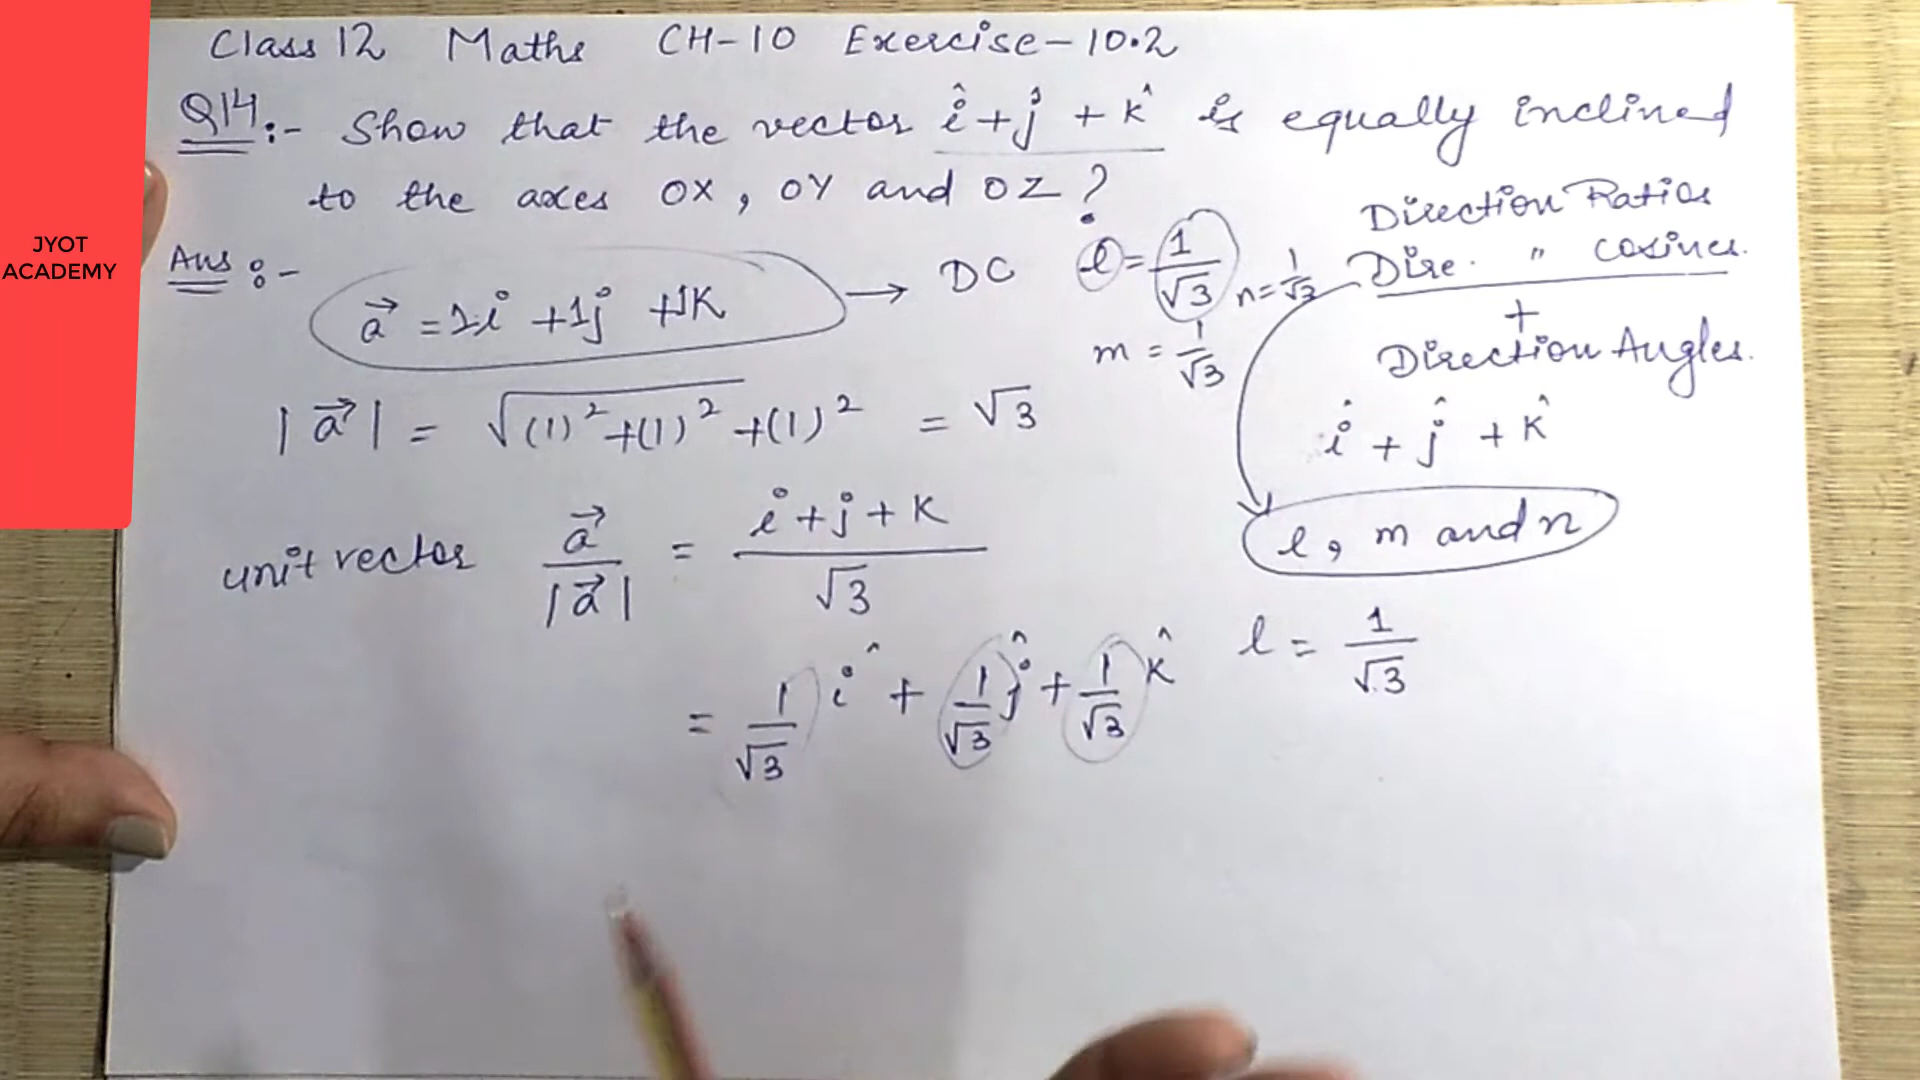 Class 12 Maths CH-10 Exercise-10.2
Q14:- Show that the vector î + ĵ + k̂ is equally inclined
to the axes OX, OY and OZ?
Direction Ratios
JYOT
ACADEMY
Ans:-
a⃗ = 1i + 1j + 1k → DC
l = 1/√3 n = 1/√3
m = 1/√3
Dire. " cosines.
+
Direction Angles.
|a⃗| = √(1)² + (1)² + (1)² = √3
î + ĵ + k̂
l, m and n
unit vector a⃗/|a⃗| = i + j + k/√3
= 1/√3 î + 1/√3 ĵ + 1/√3 k̂
l = 1/√3